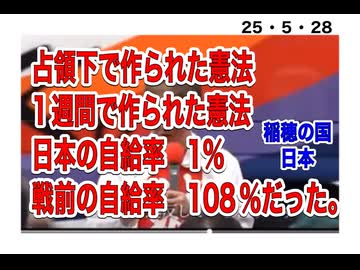 25・5・28
占領下で作られた憲法
１週間で作られた憲法
稲穂の国
日本
日本の自給率　1%
戦前の自給率　108%だった。